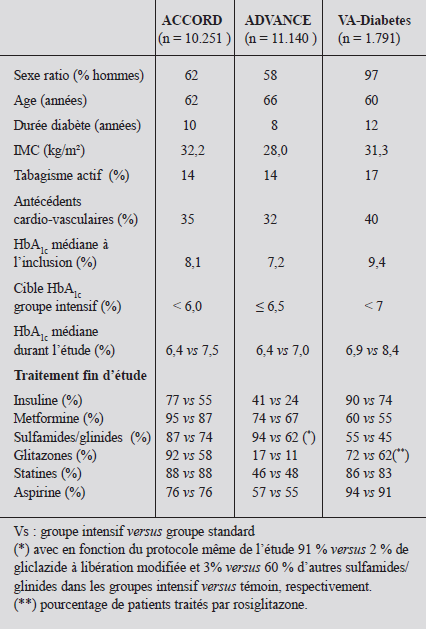 ACCORD ADVANCE VA-Diabetes
(n = 10.251 ) (n = 11.140 ) (n = 1.791)
Sexe ratio (% hommes) 62 58 97
Age (années) 62 66 60
Durée diabète (années) 10 8 12
IMC (kg/m²) 32,2 28,0 31,3
Tabagisme actif (%) 14 14 17
Antécédents
cardio-vasculaires (%) 35 32 40
HbA1c médiane à
l’inclusion (%) 8,1 7,2 9,4
Cible HbA1c
groupe intensif (%) < 6,0 ≤ 6,5 < 7
HbA1c médiane
durant l’étude (%) 6,4 vs 7,5 6,4 vs 7,0 6,9 vs 8,4
Traitement fin d’étude
Insuline (%) 77 vs 55 41 vs 24 90 vs 74
Metformine (%) 95 vs 87 74 vs 67 60 vs 55
Sulfamides/glinides (%) 87 vs 74 94 vs 62 (*) 55 vs 45
Glitazones (%) 92 vs 58 17 vs 11 72 vs 62(**)
Statines (%) 88 vs 88 46 vs 48 86 vs 83
Aspirine (%) 76 vs 76 57 vs 55 94 vs 91
Vs : groupe intensif versus groupe standard
(*) avec en fonction du protocole même de l’étude 91 % versus 2 % de
gliclazide à libération modifiée et 3% versus 60 % d’autres sulfamides/
glinides dans les groupes intensif versus témoin, respectivement.
(**) pourcentage de patients traités par rosiglitazone.